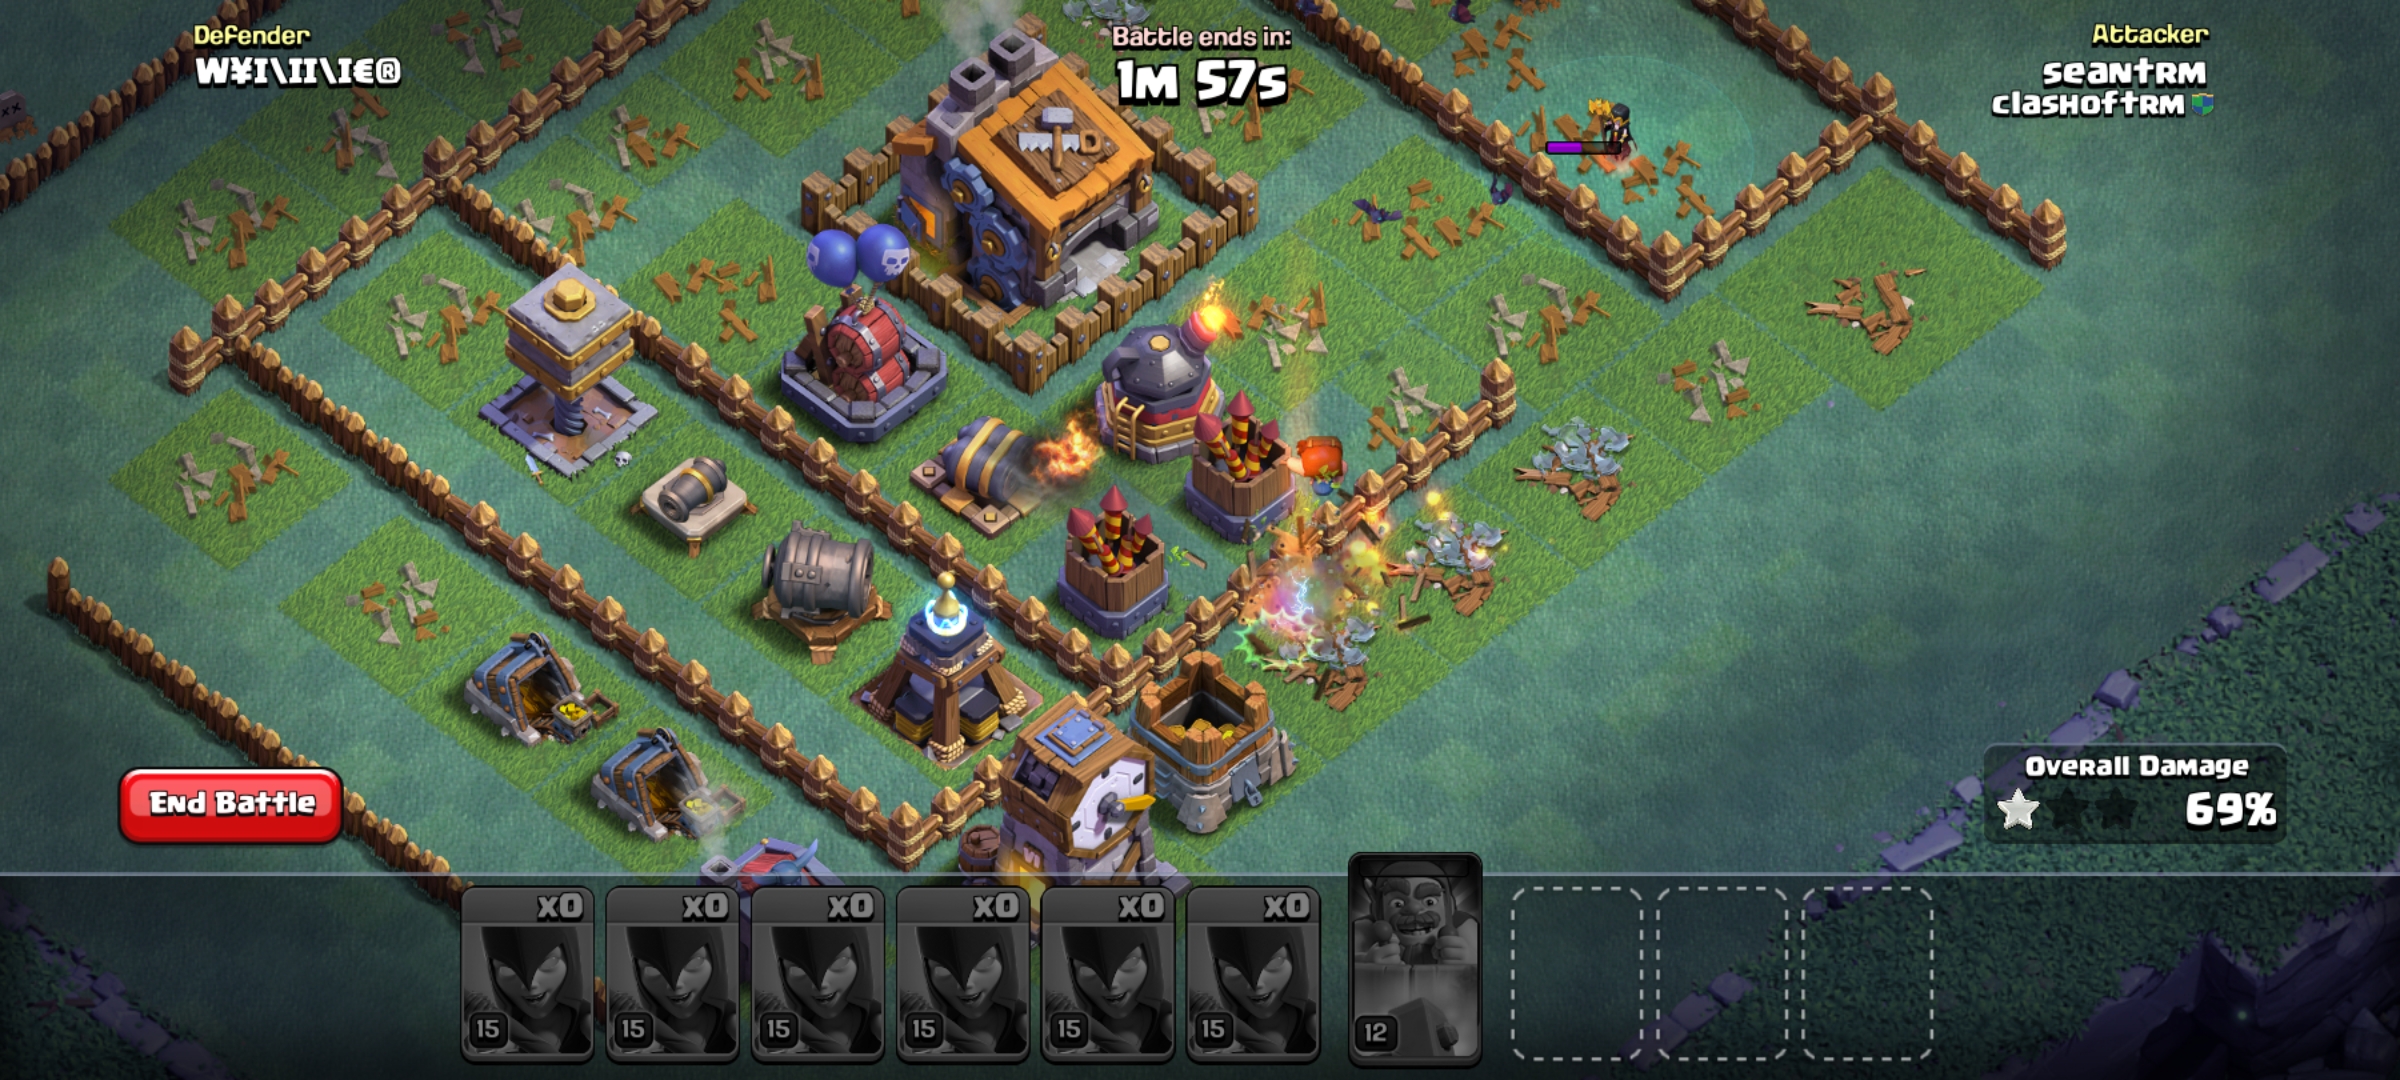 Defender
W¥I\II\I€®
Battle ends in:
1M 57s
Attacker
seantRM
clashoftRM
End Battle
Overall Damage
69%
x0
x0
x0
x0
x0
x0
15
15
15
15
15
15
12